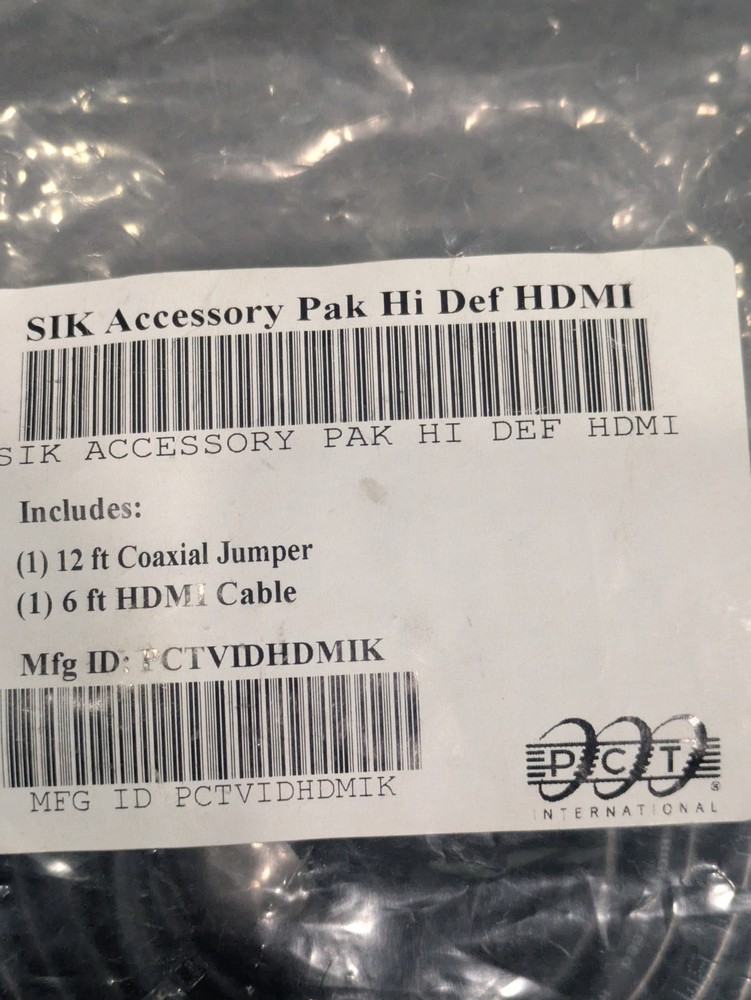 SIK Accessory Pak Hi Def HDMI
SIK ACCESSORY PAK HI DEF HDMI
Includes:
(1) 12 ft Coaxial Jumper
(1) 6 ft HDMI Cable
Mfg ID: PCTVIDHDMIK
MFG ID PCTVIDHDMIK
PCT®
INTERNATIONAL